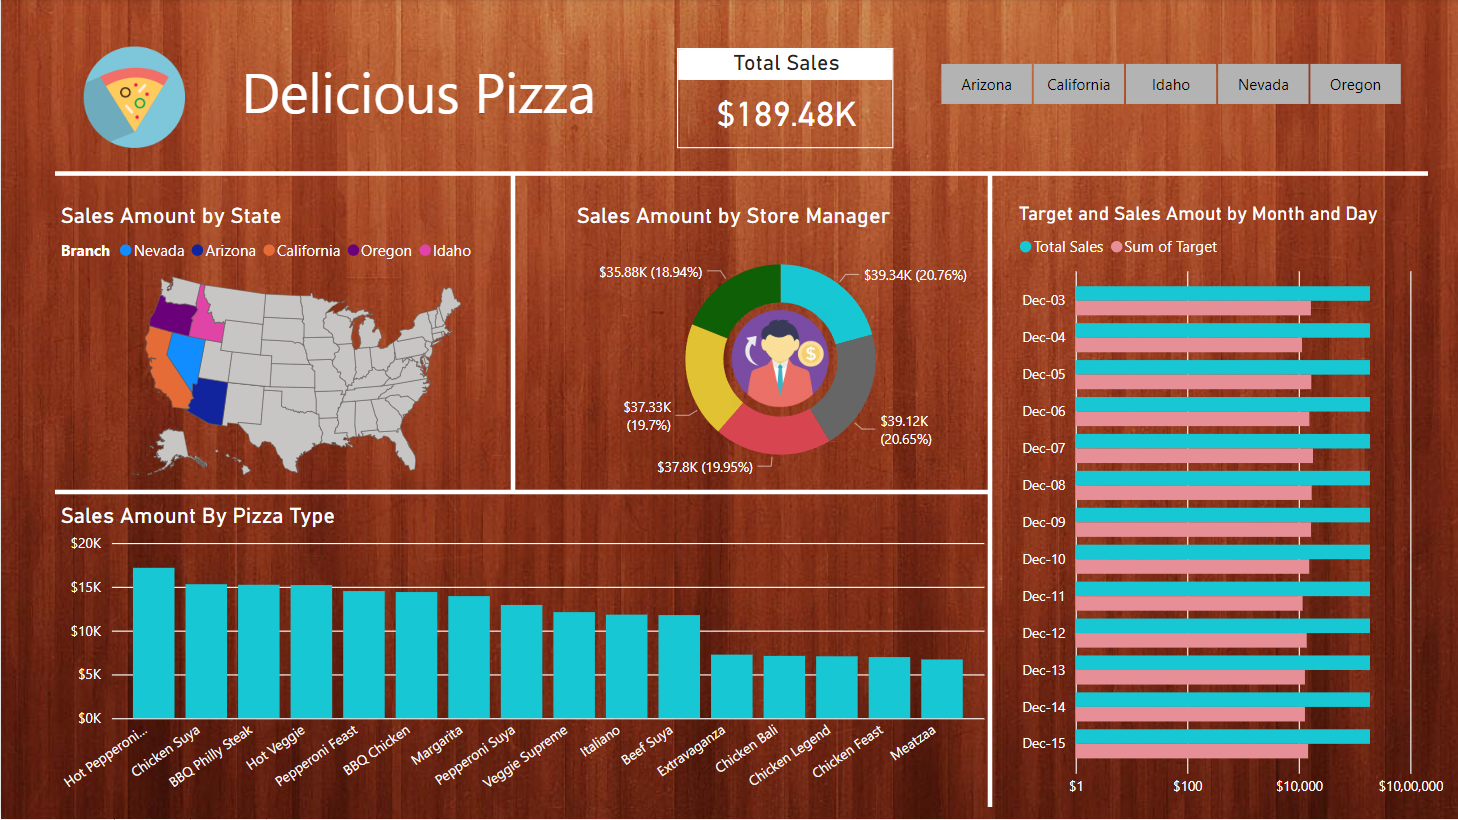 Delicious Pizza
Total Sales
$189.48K
Arizona
California
Idaho
Nevada
Oregon
Sales Amount by State
Branch Nevada Arizona California Oregon Idaho
Sales Amount by Store Manager
$35.88K (18.94%)
$39.34K (20.76%)
$
$37.33K
(19.7%)
$39.12K
(20.65%)
$37.8K (19.95%)
Target and Sales Amout by Month and Day
Total Sales Sum of Target
Dec-03
Dec-04
Dec-05
Dec-06
Dec-07
Dec-08
Dec-09
Dec-10
Dec-11
Dec-12
Dec-13
Dec-14
Dec-15
$1
$100
$10,000
$10,00,000
Sales Amount By Pizza Type
$20K
$15K
$10K
$5K
$0K
Hot Pepperoni...
Chicken Suya
BBQ Philly Steak
Hot Veggie
Pepperoni Feast
BBQ Chicken
Margarita
Pepperoni Suya
Veggie Supreme
Italiano
Beef Suya
Extravaganza
Chicken Bali
Chicken Legend
Chicken Feast
Meatzaa